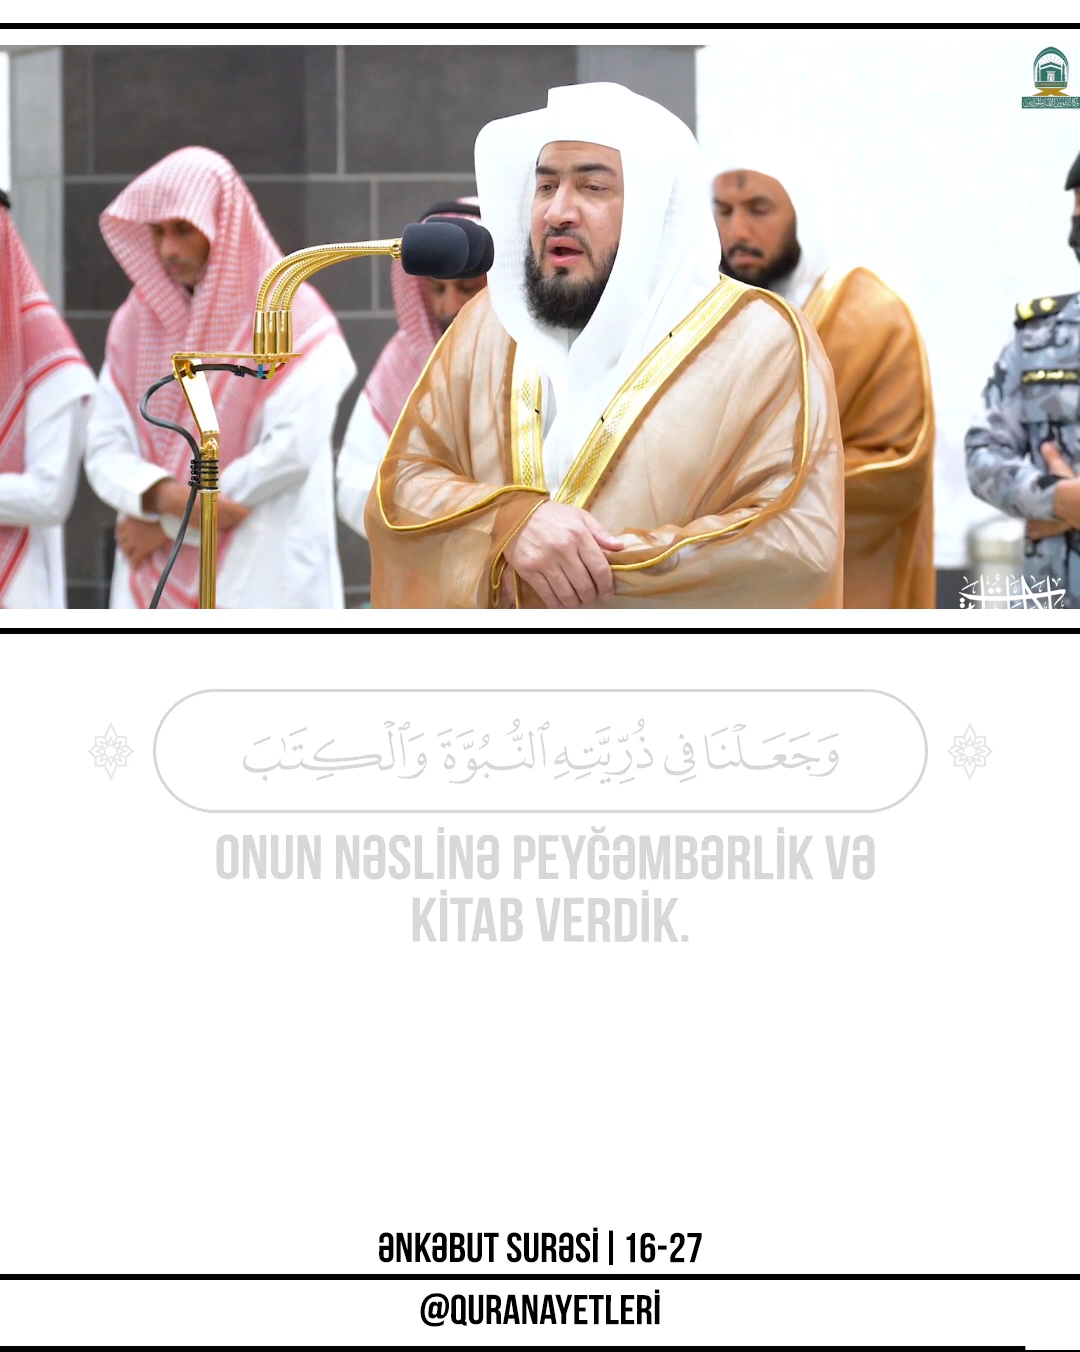 وَجَعَلْنَا فِي ذُرِّيَّتِهِ ٱلنُّبُوَّةَ وَٱلْكِتَٰبَ
ONUN NƏSLİNƏ PEYĞƏMBƏRLİK VƏ
KİTAB VERDİK.
ƏNKƏBUT SURƏSİ | 16-27
@QURANAYETLERİ